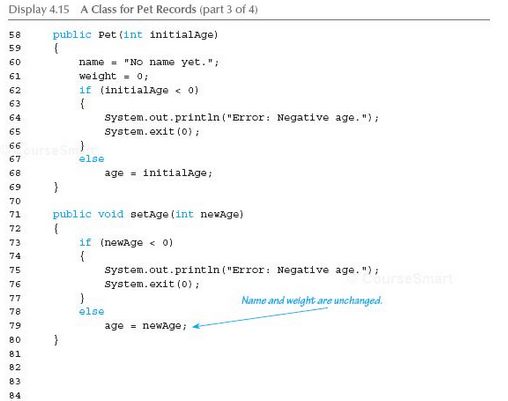 Display 4.15 A Class for Pet Records (part 3 of 4)
58 public Pet(int initialAge)
59 {
60 name = "No name yet.";
61 weight = 0;
62 if (initialAge < 0)
63 {
64 System.out.println("Error: Negative age.");
65 System.exit(0);
66 }
67 else
68 age = initialAge;
69 }
70
71 public void setAge(int newAge)
72 {
73 if (newAge < 0)
74 {
75 System.out.println("Error: Negative age.");
76 System.exit(0);
77 }
78 else
79 age = newAge;
Name and weight are unchanged.
80 }
81
82
83
84
CourseSmart
CourseSmart